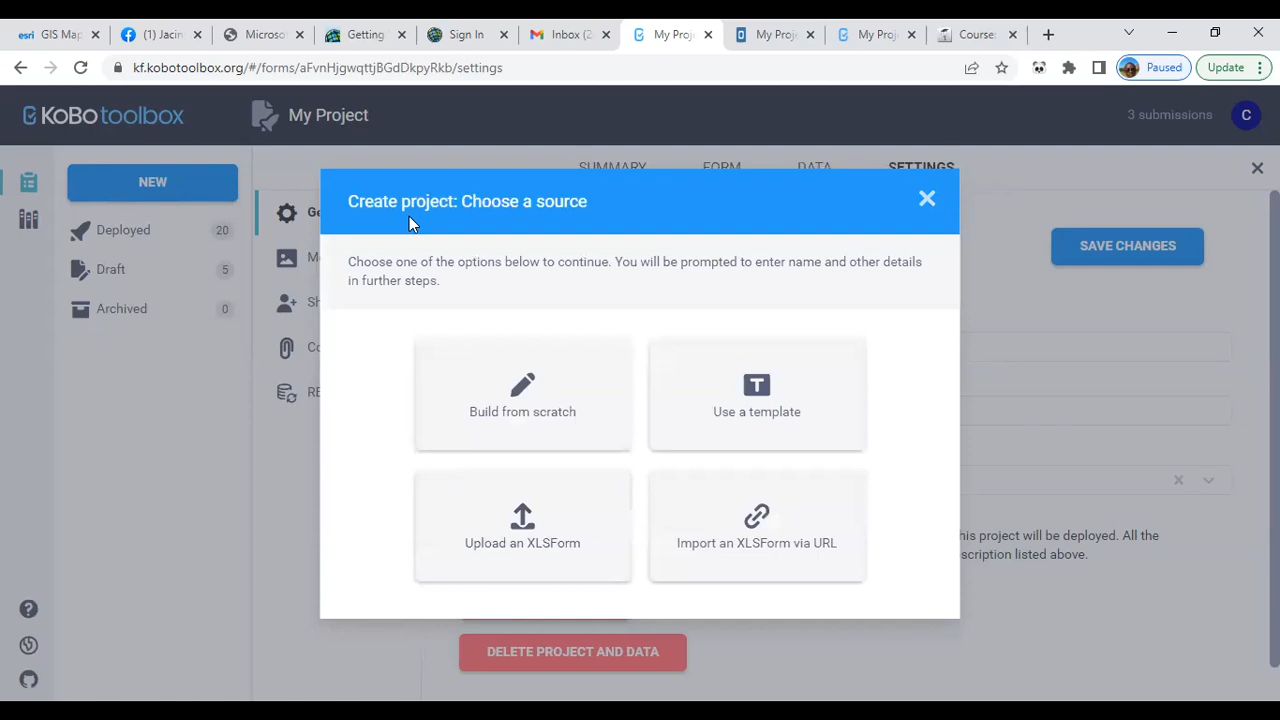 esri GIS Map
(1) Jacin
Microso
Getting
Sign In
Inbox (2
My Proj
My Proj
My Proj
Course
kf.kobotoolbox.org/#/forms/aFvnHjgwqttjBGdDkpyRkb/settings
Paused
Update
KoBo toolbox
My Project
3 submissions
C
NEW
SUMMARY
FORM
DATA
SETTINGS
Deployed 20
Draft 5
Archived 0
Ge
M
Sh
Co
RE
SAVE CHANGES
Create project: Choose a source
Choose one of the options below to continue. You will be prompted to enter name and other details
in further steps.
Build from scratch
T
Use a template
Upload an XLSForm
Import an XLSForm via URL
his project will be deployed. All the
scription listed above.
DELETE PROJECT AND DATA